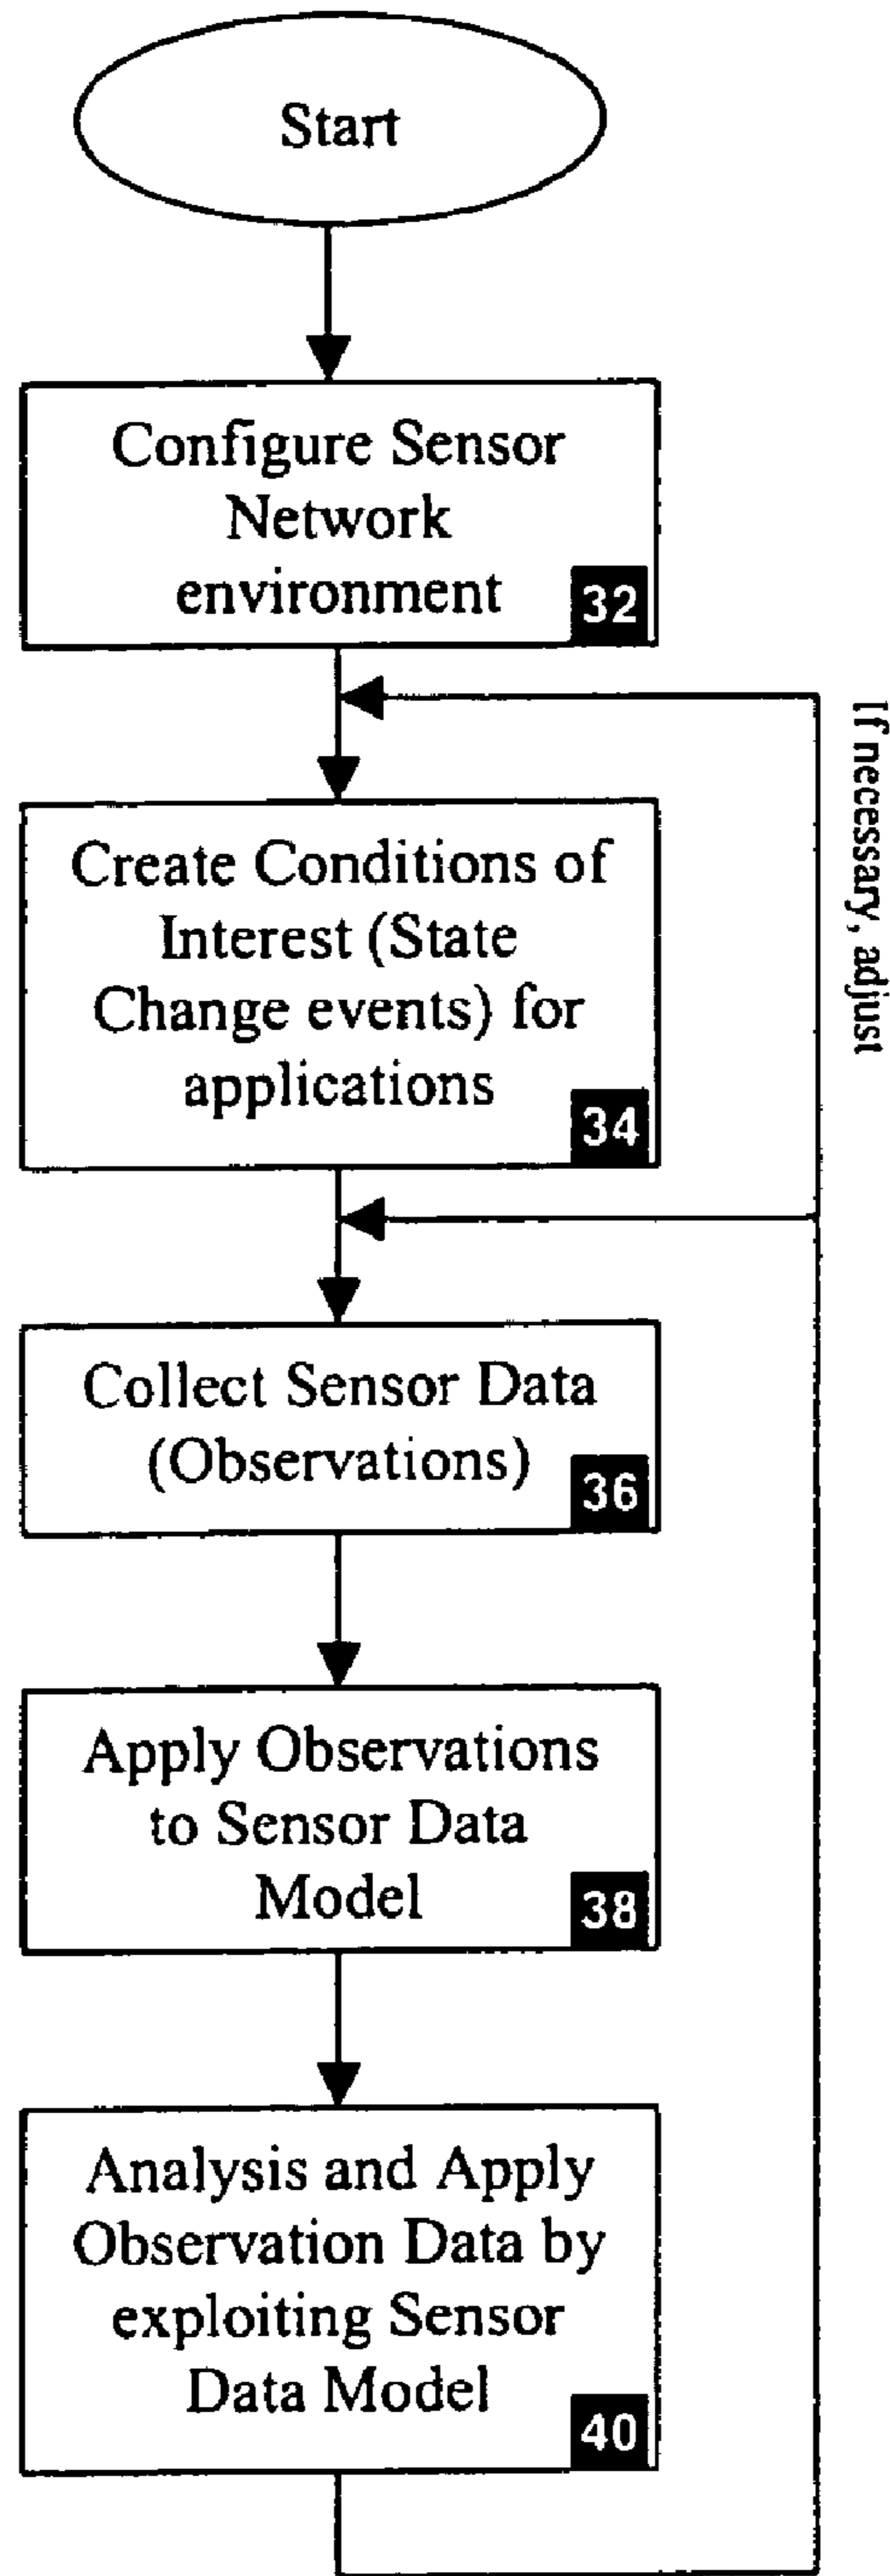 Start
Configure Sensor
Network
environment
32
If necessary, adjust
Create Conditions of
Interest (State
Change events) for
applications
34
Collect Sensor Data
(Observations)
36
Apply Observations
to Sensor Data
Model
38
Analysis and Apply
Observation Data by
exploiting Sensor
Data Model
40